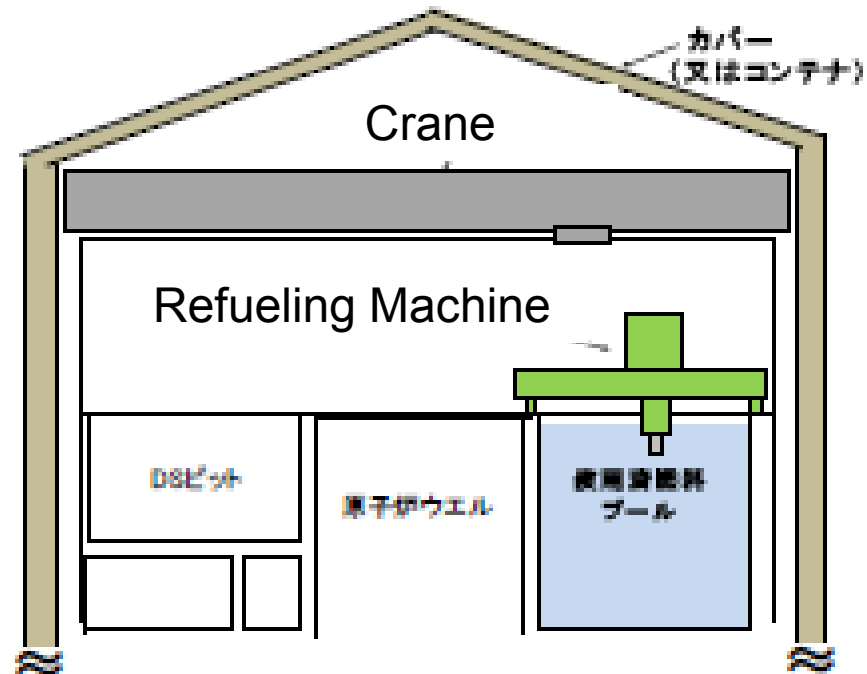 カバー
(又はコンテナ)
Crane
Refueling Machine
DSピット
原子炉ウエル
使用済燃料
プール